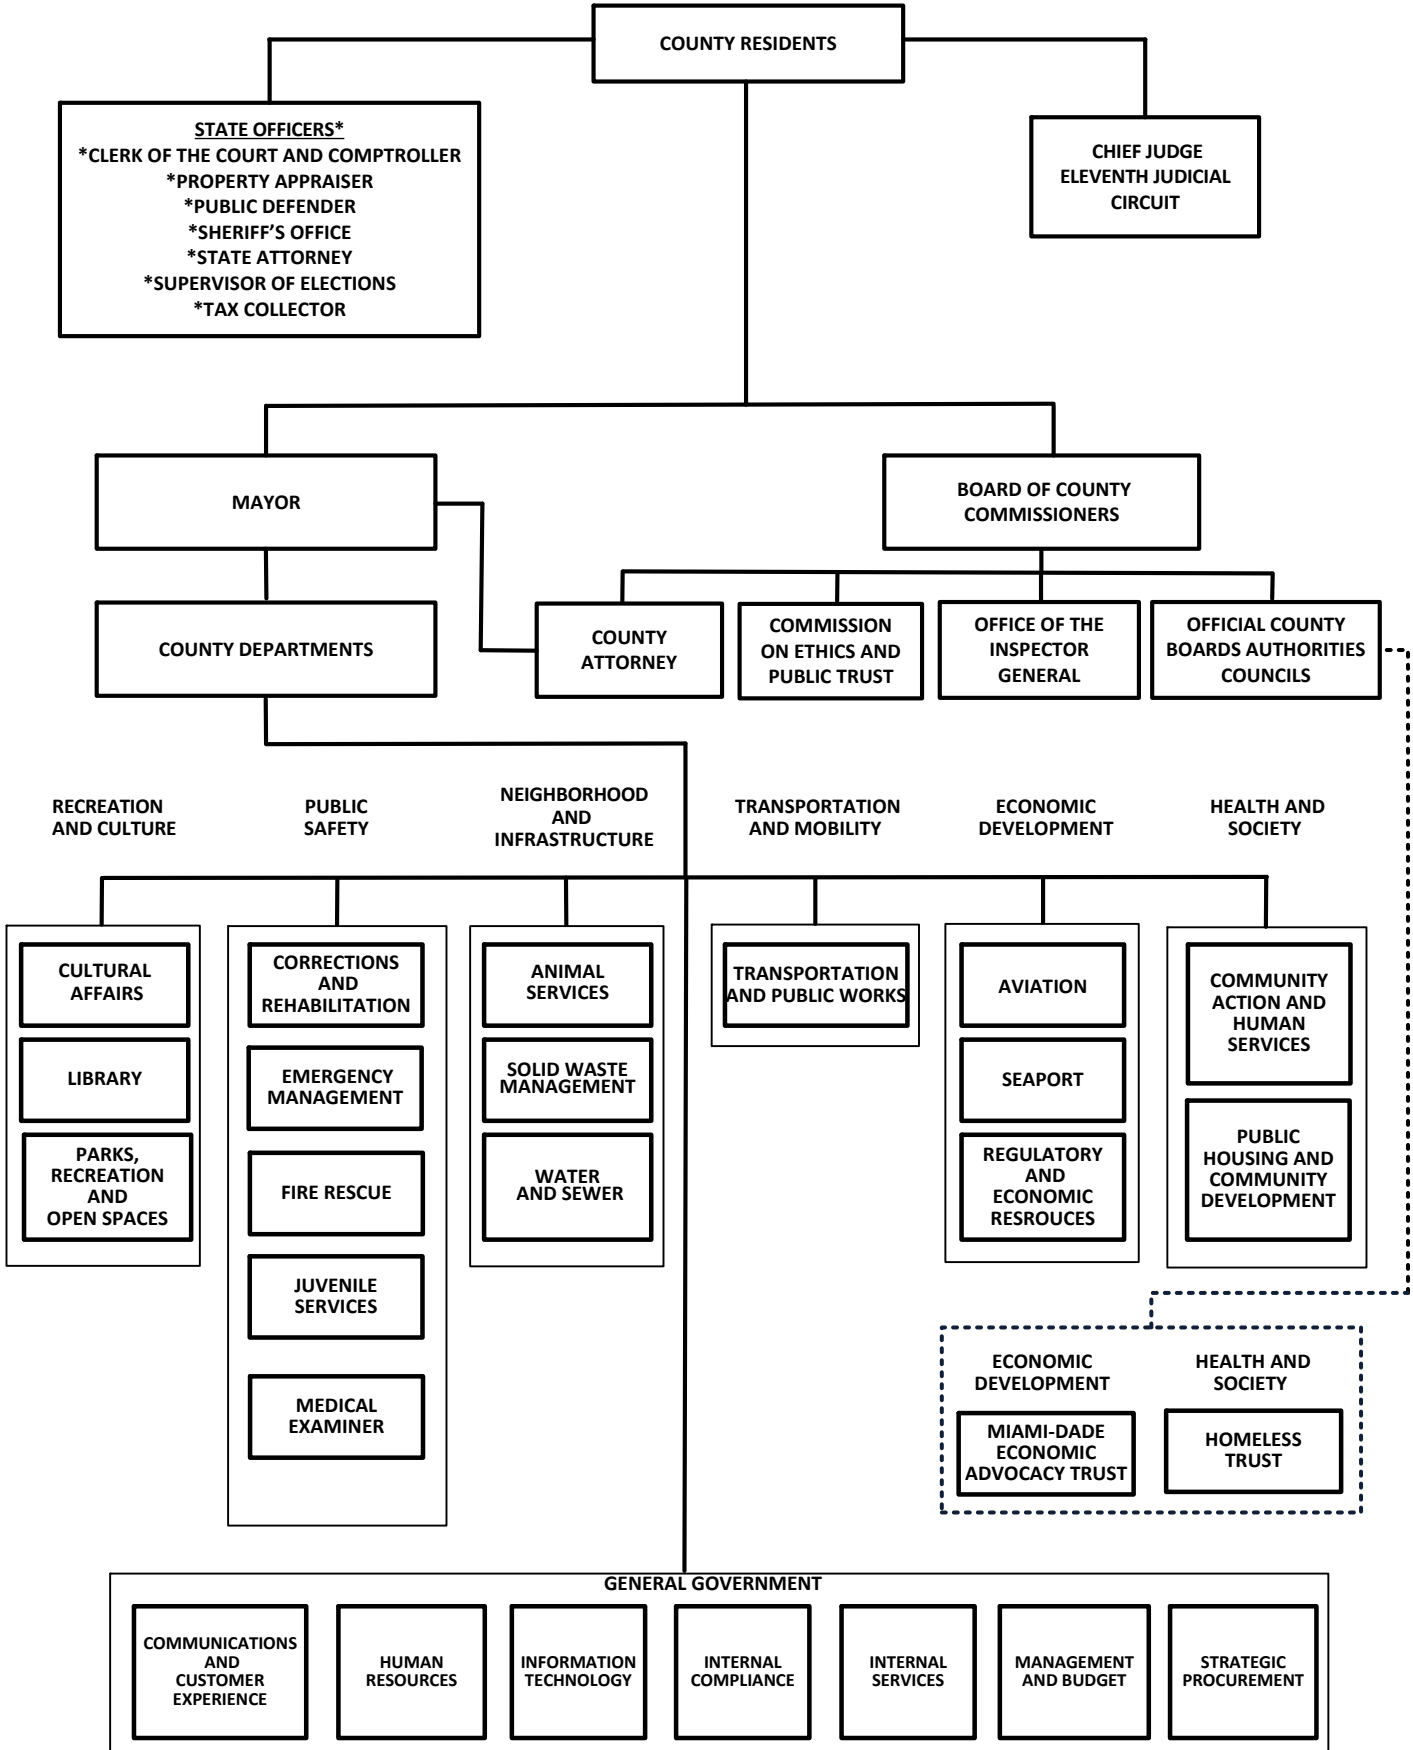 COUNTY RESIDENTS
STATE OFFICERS*
*CLERK OF THE COURT AND COMPTROLLER
*PROPERTY APPRAISER
*PUBLIC DEFENDER
*SHERIFF'S OFFICE
*STATE ATTORNEY
*SUPERVISOR OF ELECTIONS
*TAX COLLECTOR
CHIEF JUDGE
ELEVENTH JUDICIAL
CIRCUIT
MAYOR
BOARD OF COUNTY
COMMISSIONERS
COUNTY DEPARTMENTS
COUNTY
ATTORNEY
COMMISSION
ON ETHICS AND
PUBLIC TRUST
OFFICE OF THE
INSPECTOR
GENERAL
OFFICIAL COUNTY
BOARDS AUTHORITIES
COUNCILS
RECREATION
AND CULTURE
PUBLIC
SAFETY
NEIGHBORHOOD
AND
INFRASTRUCTURE
TRANSPORTATION
AND MOBILITY
ECONOMIC
DEVELOPMENT
HEALTH AND
SOCIETY
CULTURAL
AFFAIRS
LIBRARY
PARKS,
RECREATION
AND
OPEN SPACES
CORRECTIONS
AND
REHABILITATION
EMERGENCY
MANAGEMENT
FIRE RESCUE
JUVENILE
SERVICES
MEDICAL
EXAMINER
ANIMAL
SERVICES
SOLID WASTE
MANAGEMENT
WATER
AND SEWER
TRANSPORTATION
AND PUBLIC WORKS
AVIATION
SEAPORT
REGULATORY
AND
ECONOMIC
RESROUCES
COMMUNITY
ACTION AND
HUMAN
SERVICES
PUBLIC
HOUSING AND
COMMUNITY
DEVELOPMENT
ECONOMIC
DEVELOPMENT
HEALTH AND
SOCIETY
MIAMI-DADE
ECONOMIC
ADVOCACY TRUST
HOMELESS
TRUST
GENERAL GOVERNMENT
COMMUNICATIONS
AND
CUSTOMER
EXPERIENCE
HUMAN
RESOURCES
INFORMATION
TECHNOLOGY
INTERNAL
COMPLIANCE
INTERNAL
SERVICES
MANAGEMENT
AND BUDGET
STRATEGIC
PROCUREMENT